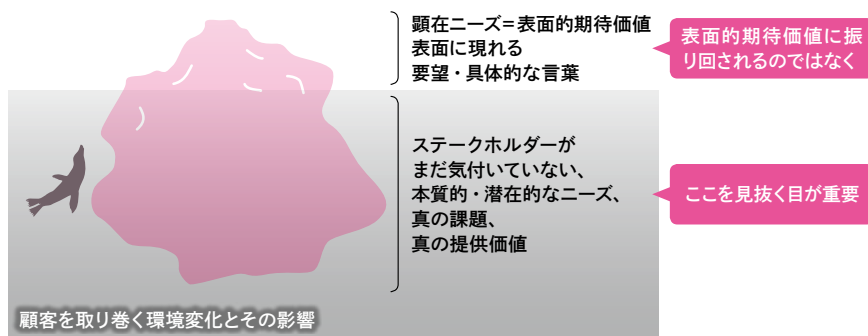 顕在ニーズ＝表面的期待価値
表面に現れる
要望・具体的な言葉
表面的期待価値に振
り回されるのではなく
ステークホルダーが
まだ気付いていない、
本質的・潜在的なニーズ、
真の課題、
真の提供価値
ここを見抜く目が重要
顧客を取り巻く環境変化とその影響